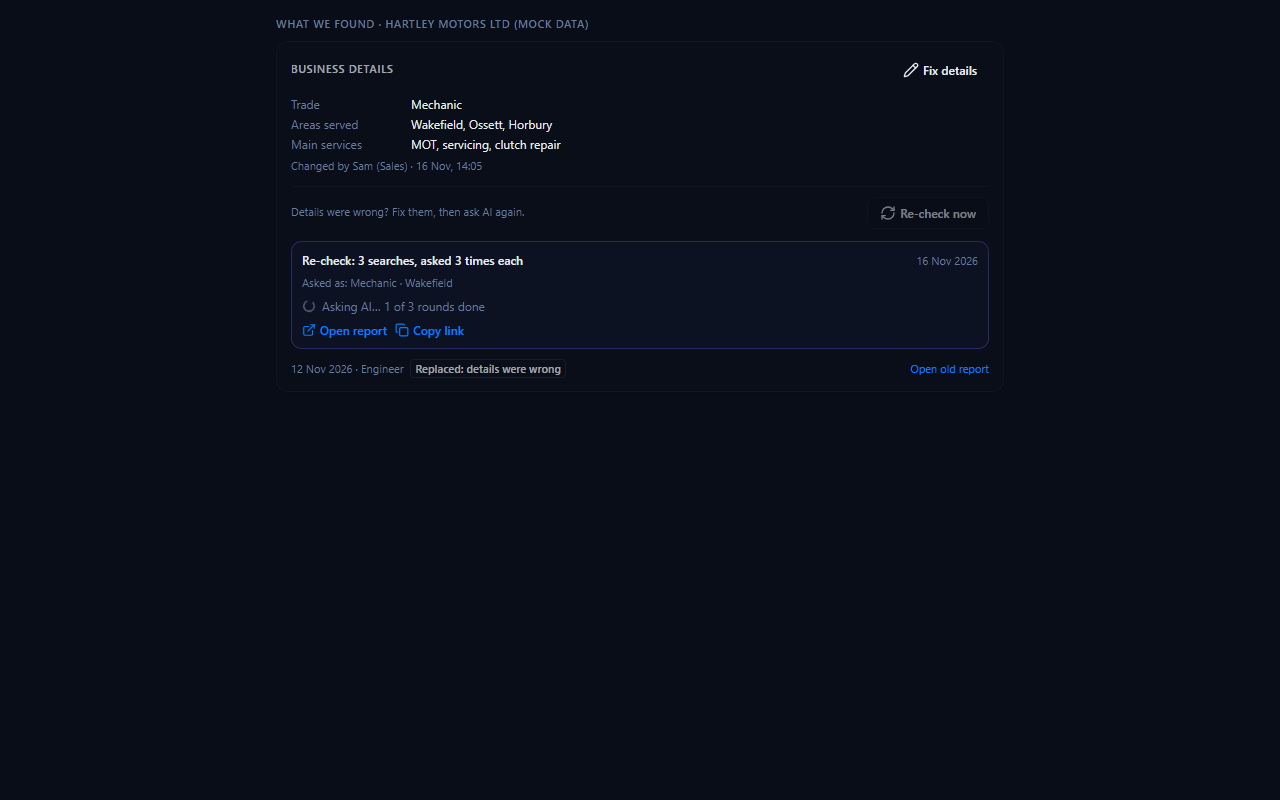 WHAT WE FOUND · HARTLEY MOTORS LTD (MOCK DATA)
BUSINESS DETAILS
Fix details
Trade Mechanic
Areas served Wakefield, Ossett, Horbury
Main services MOT, servicing, clutch repair
Changed by Sam (Sales) · 16 Nov, 14:05
Details were wrong? Fix them, then ask AI again.
Re-check now
Re-check: 3 searches, asked 3 times each
16 Nov 2026
Asked as: Mechanic · Wakefield
Asking AI... 1 of 3 rounds done
Open report Copy link
12 Nov 2026 · Engineer Replaced: details were wrong
Open old report